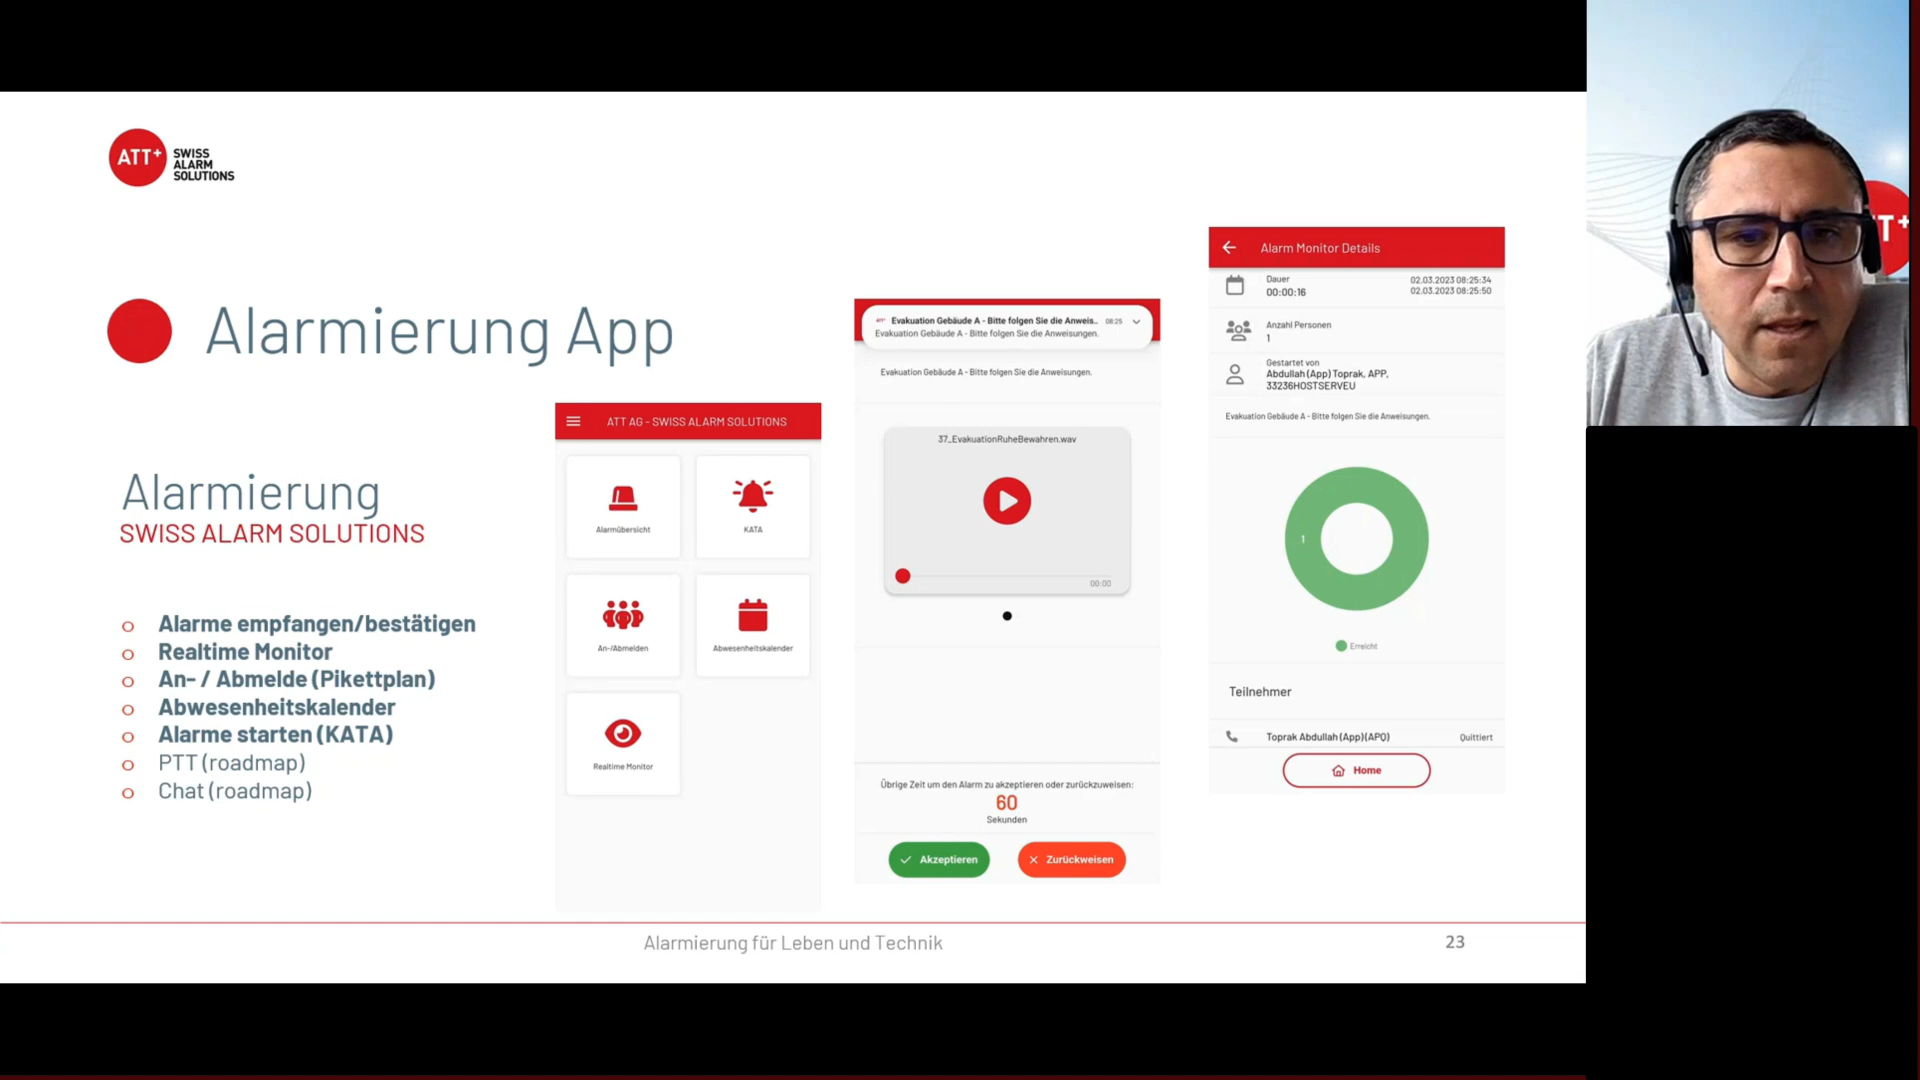 ATT+ SWISS
ALARM
SOLUTIONS
Alarmierung App
Alarmierung
SWISS ALARM SOLUTIONS
o Alarme empfangen/bestätigen
o Realtime Monitor
o An- / Abmelde (Pikettplan)
o Abwesenheitskalender
o Alarme starten (KATA)
o PTT (roadmap)
o Chat (roadmap)
ATT AG - SWISS ALARM SOLUTIONS
Alarmübersicht
KATA
An-/Abmelden
Abwesenheitskalender
Realtime Monitor
Evakuation Gebäude A - Bitte folgen Sie die Anweis.. 08:25
Evakuation Gebäude A - Bitte folgen Sie die Anweisungen.
Evakuation Gebäude A - Bitte folgen Sie die Anweisungen.
37_EvakuationRuheBewahren.wav
00:00
Übrige Zeit um den Alarm zu akzeptieren oder zurückzuweisen:
60
Sekunden
Akzeptieren
Zurückweisen
Alarm Monitor Details
Dauer 02.03.2023 08:25:34
00:00:16 02.03.2023 08:25:50
Anzahl Personen
1
Gestartet von
Abdullah (App) Toprak, APP,
33236HOSTSERVEU
Evakuation Gebäude A - Bitte folgen Sie die Anweisungen.
1
Erreicht
Teilnehmer
Toprak Abdullah (App)(APQ) Quittiert
Home
Alarmierung für Leben und Technik
23
T+